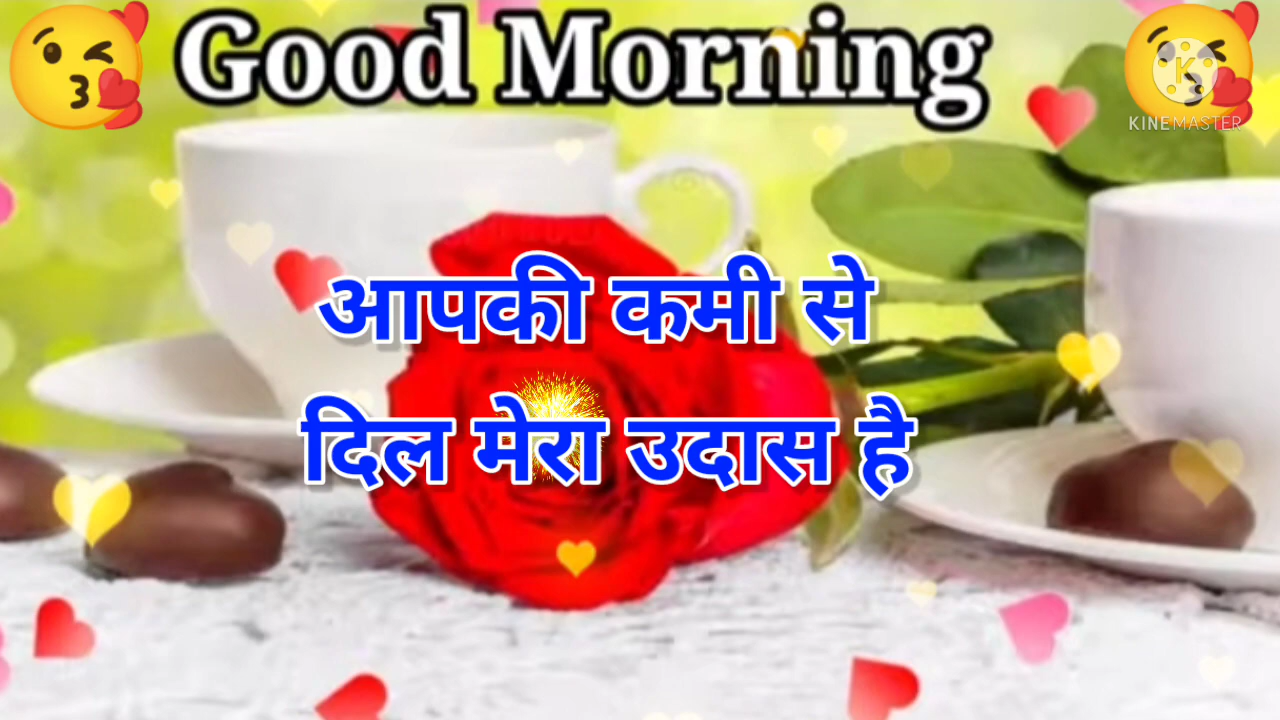 Good Morning
KINEMASTER
आपकी कमी से
दिल मेरा उदास है